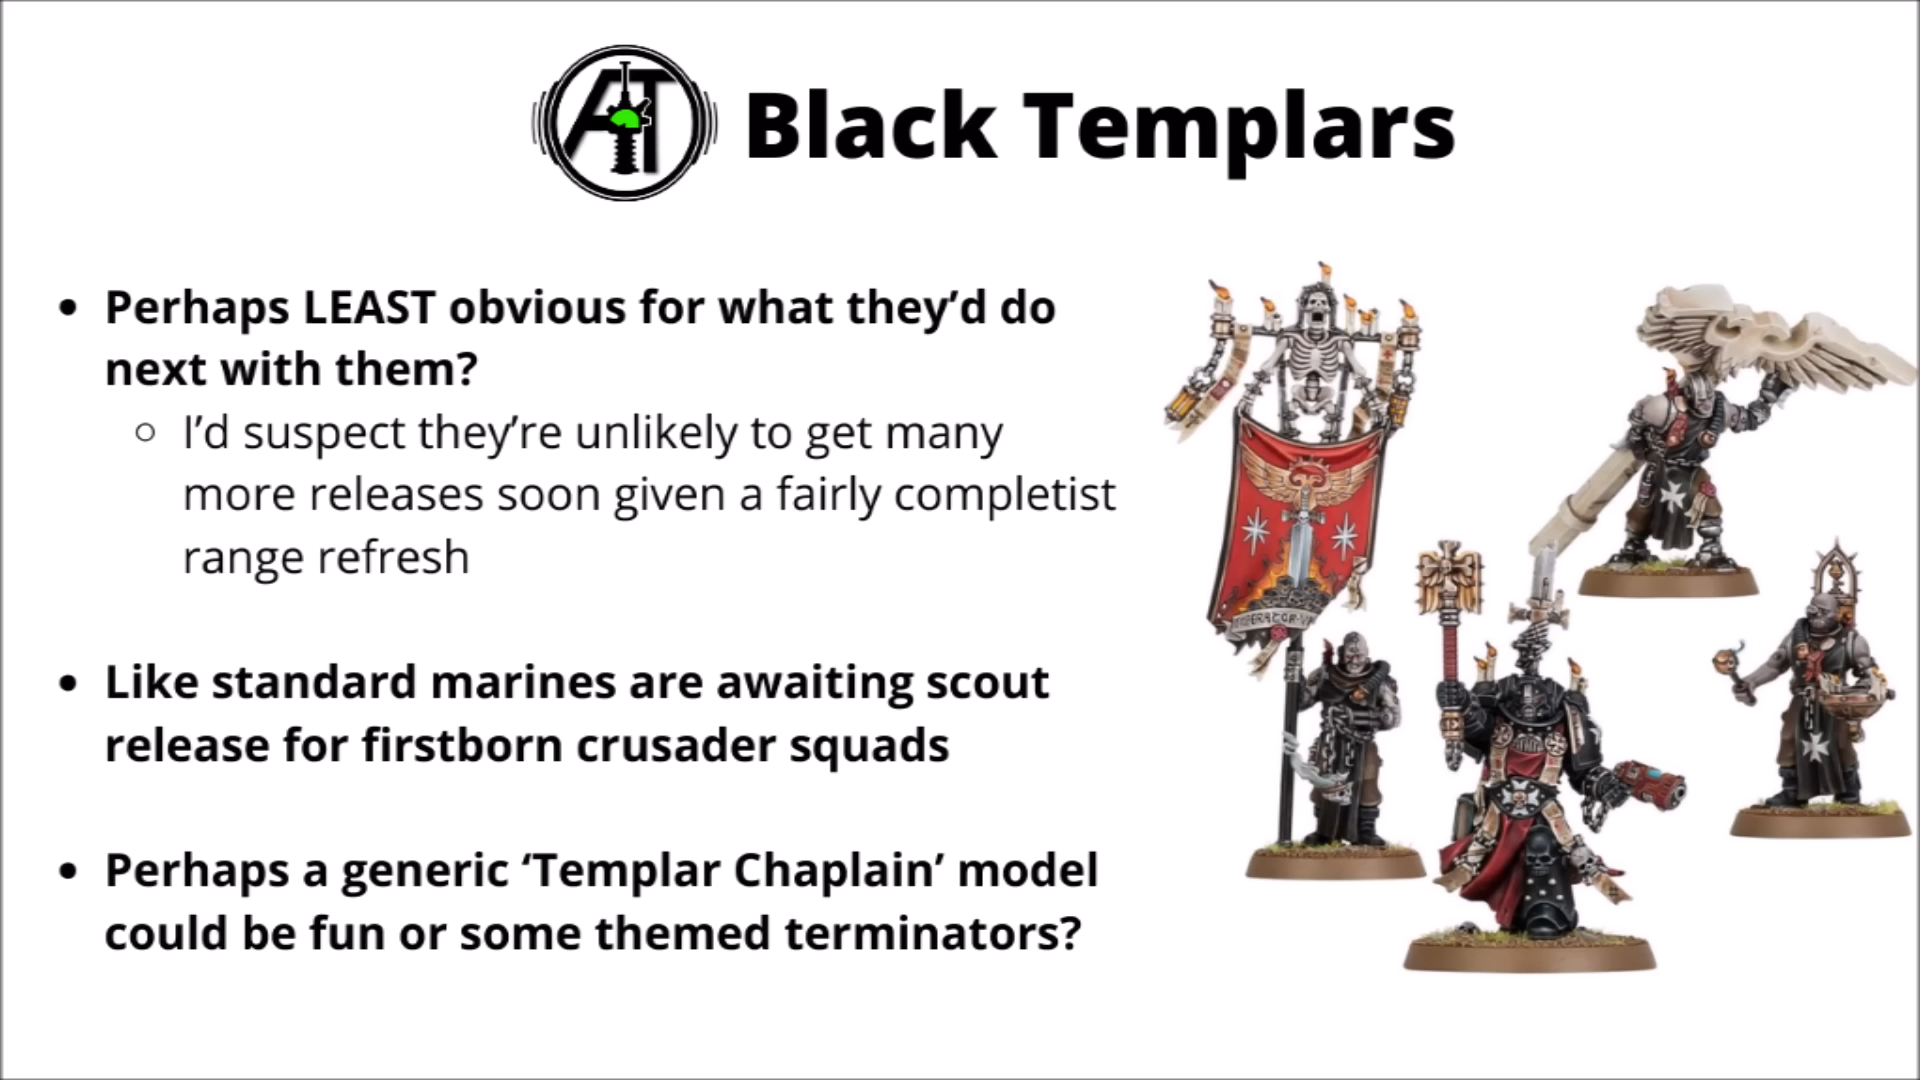 AT
Black Templars
• Perhaps LEAST obvious for what they’d do
next with them?
○ I’d suspect they’re unlikely to get many
more releases soon given a fairly completist
range refresh
• Like standard marines are awaiting scout
release for firstborn crusader squads
• Perhaps a generic ‘Templar Chaplain’ model
could be fun or some themed terminators?